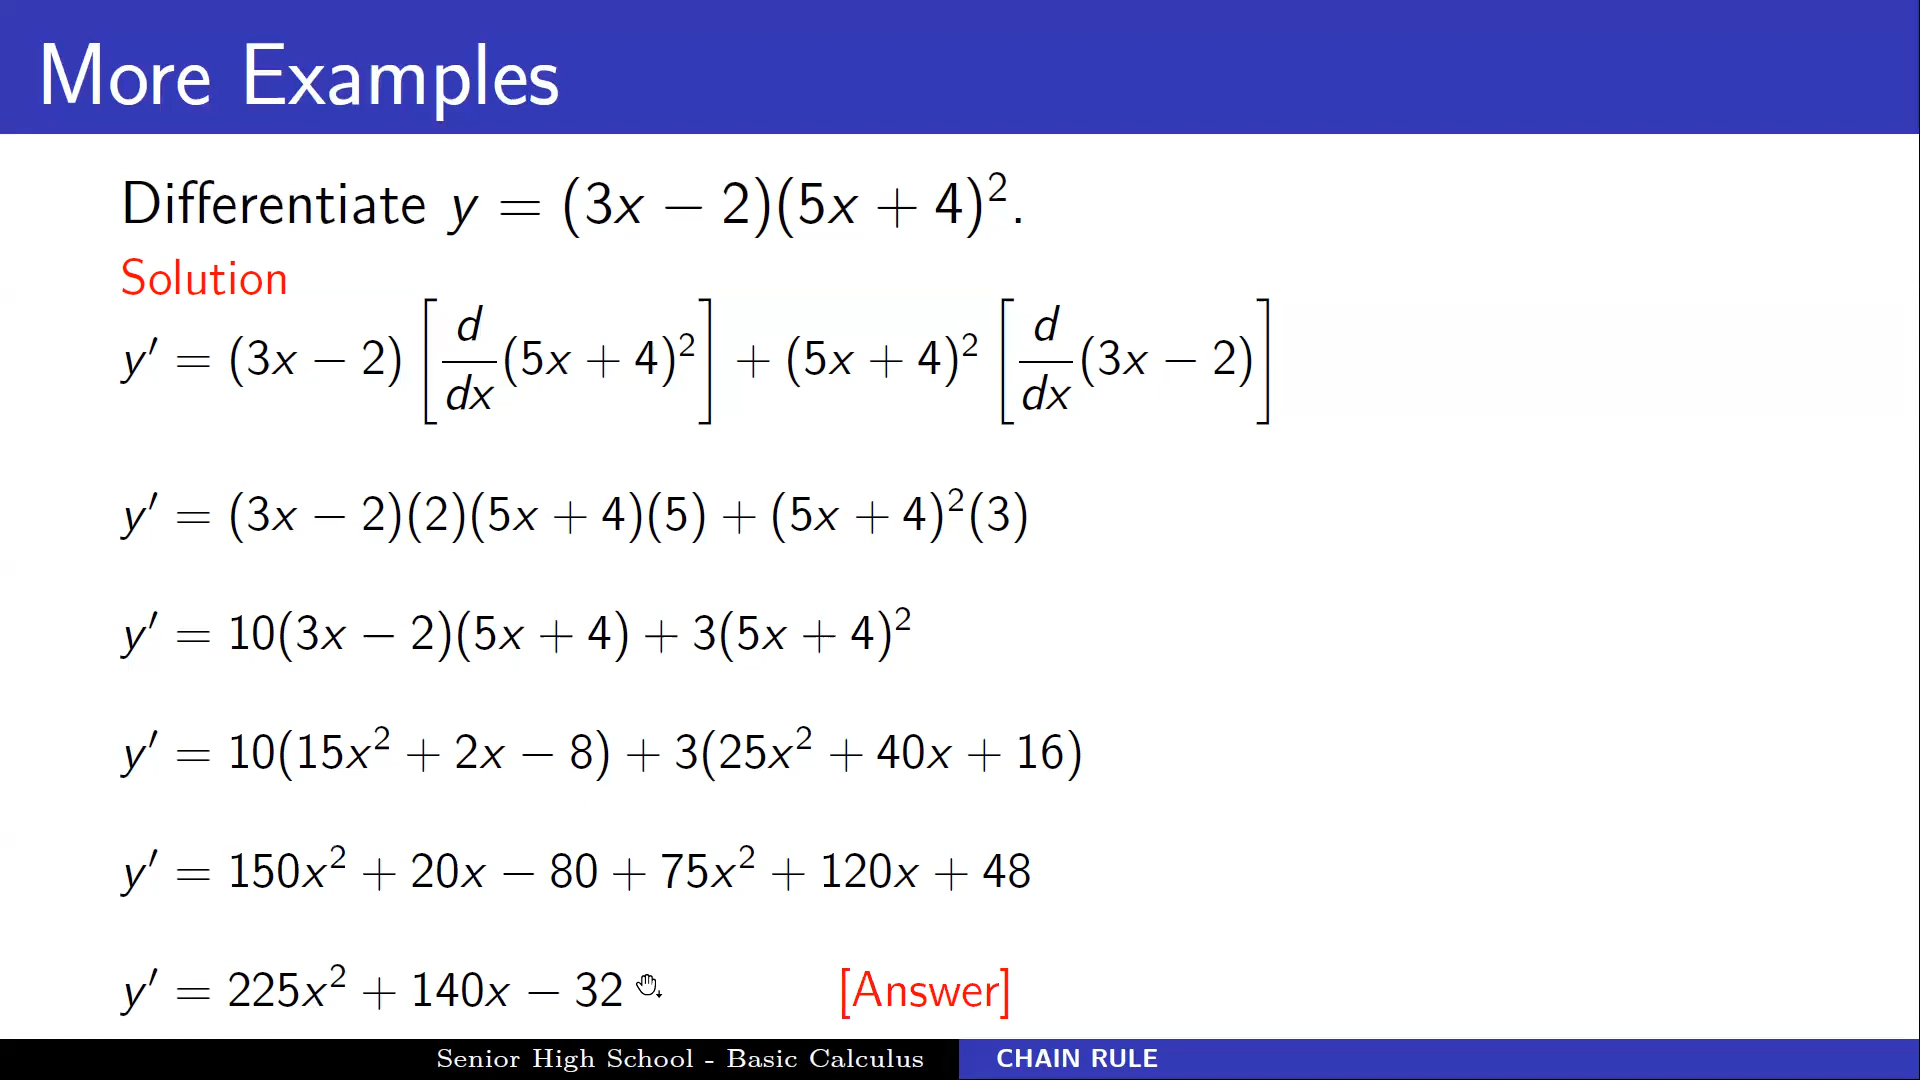 More Examples
Differentiate y = (3x − 2)(5x + 4)².
Solution
y′ = (3x − 2) [d/dx (5x + 4)²] + (5x + 4)² [d/dx (3x − 2)]
y′ = (3x − 2)(2)(5x + 4)(5) + (5x + 4)²(3)
y′ = 10(3x − 2)(5x + 4) + 3(5x + 4)²
y′ = 10(15x² + 2x − 8) + 3(25x² + 40x + 16)
y′ = 150x² + 20x − 80 + 75x² + 120x + 48
y′ = 225x² + 140x − 32 [Answer]
Senior High School - Basic Calculus CHAIN RULE